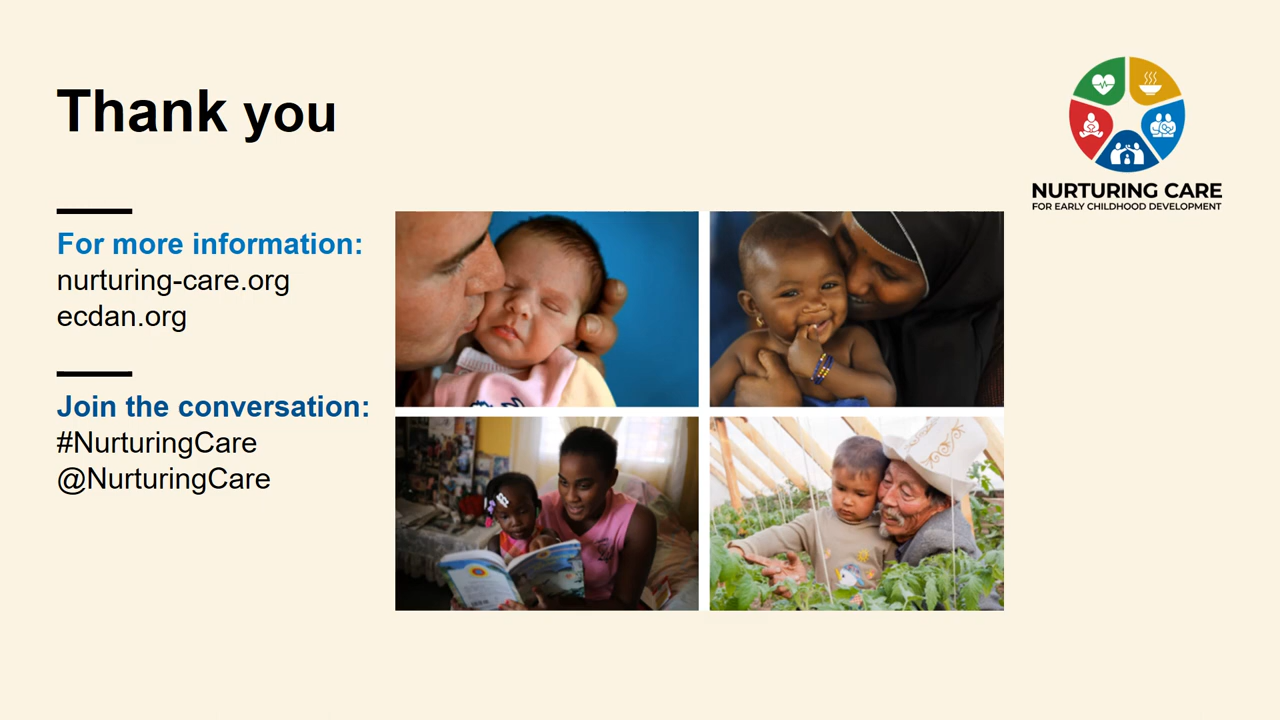 Thank you
For more information:
nurturing-care.org
ecdan.org
Join the conversation:
#NurturingCare
@NurturingCare
NURTURING CARE
FOR EARLY CHILDHOOD DEVELOPMENT